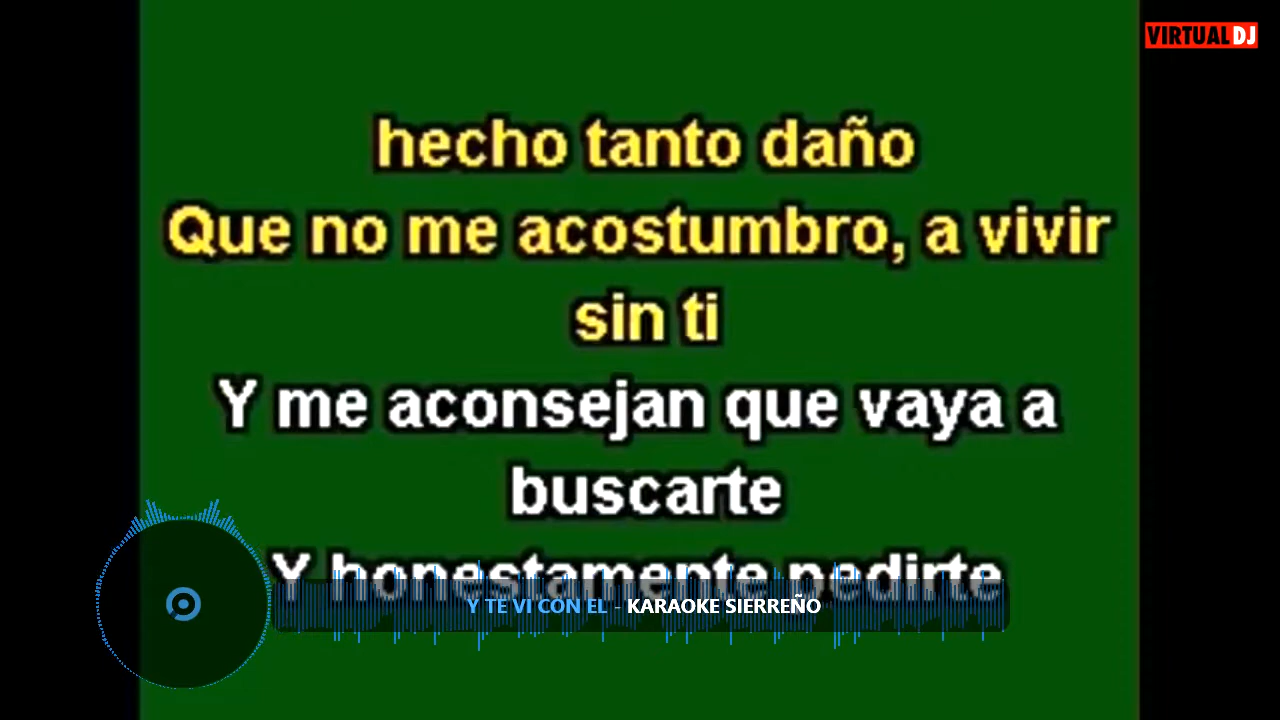 VIRTUAL DJ
hecho tanto daño
Que no me acostumbro, a vivir
sin ti
Y me aconsejan que vaya a
buscarte
Y honestamente pedirte
Y TE VI CON EL - KARAOKE SIERREÑO